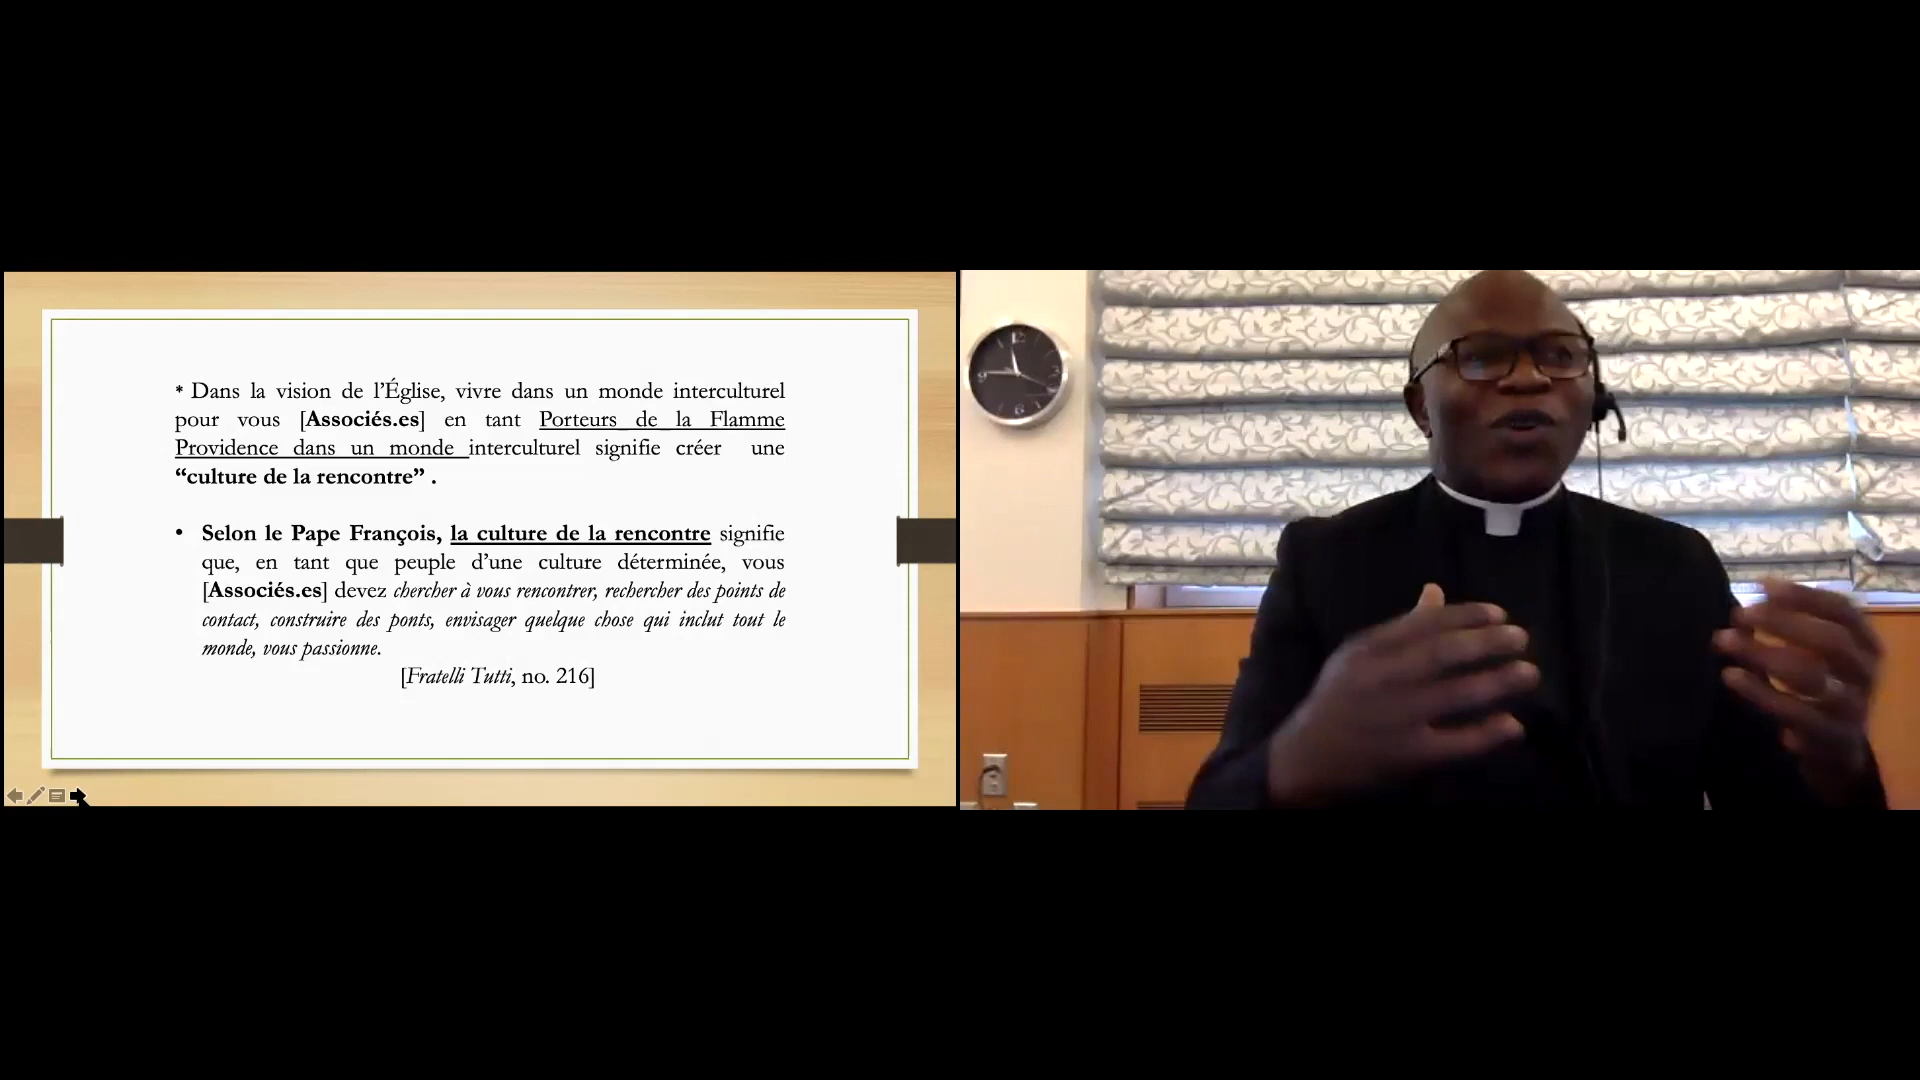 * Dans la vision de l’Église, vivre dans un monde interculturel
pour vous [Associés.es] en tant Porteurs de la Flamme
Providence dans un monde interculturel signifie créer une
“culture de la rencontre” .
• Selon le Pape François, la culture de la rencontre signifie
que, en tant que peuple d’une culture déterminée, vous
[Associés.es] devez chercher à vous rencontrer, rechercher des points de
contact, construire des ponts, envisager quelque chose qui inclut tout le
monde, vous passionne.
[Fratelli Tutti, no. 216]
12
3
6
9